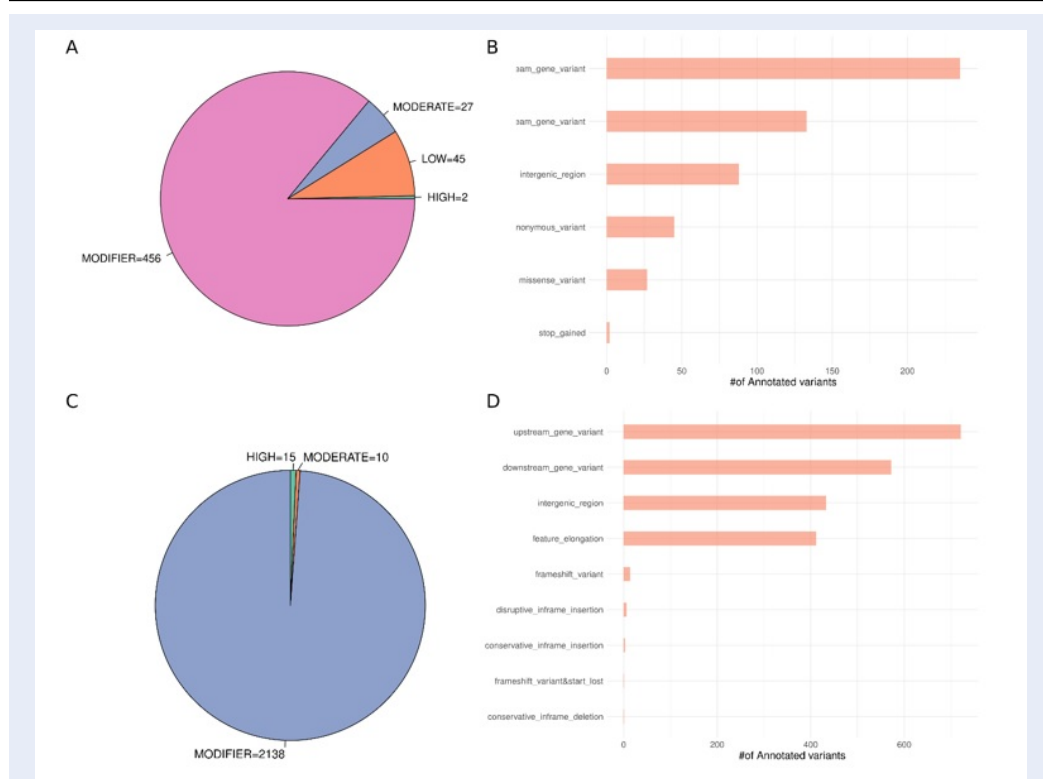 A
MODERATE=27
LOW=45
HIGH=2
MODIFIER=456
B
eam_gene_variant
eam_gene_variant
intergenic_region
nonymous_variant
missense_variant
stop_gained
0 50 100 150 200
#of Annotated variants
C
HIGH=15 MODERATE=10
MODIFIER=2138
D
upstream_gene_variant
downstream_gene_variant
intergenic_region
feature_elongation
frameshift_variant
disruptive_inframe_insertion
conservative_inframe_insertion
frameshift_variant&start_lost
conservative_inframe_deletion
0 200 400 600
#of Annotated variants